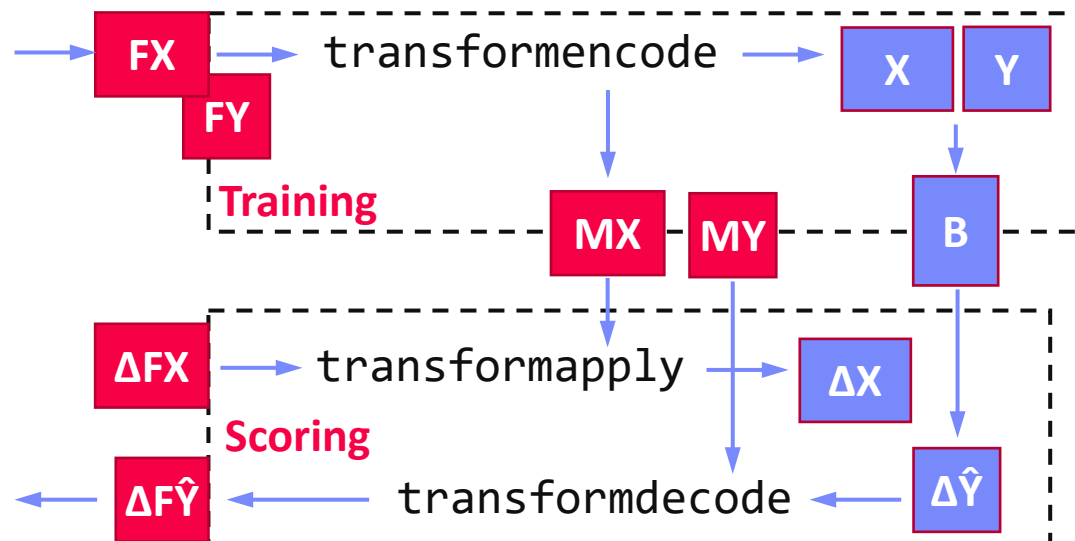 FX
transformencode
X
Y
FY
Training
MX
MY
B
ΔFX
transformapply
ΔX
Scoring
ΔFŶ
transformdecode
ΔŶ